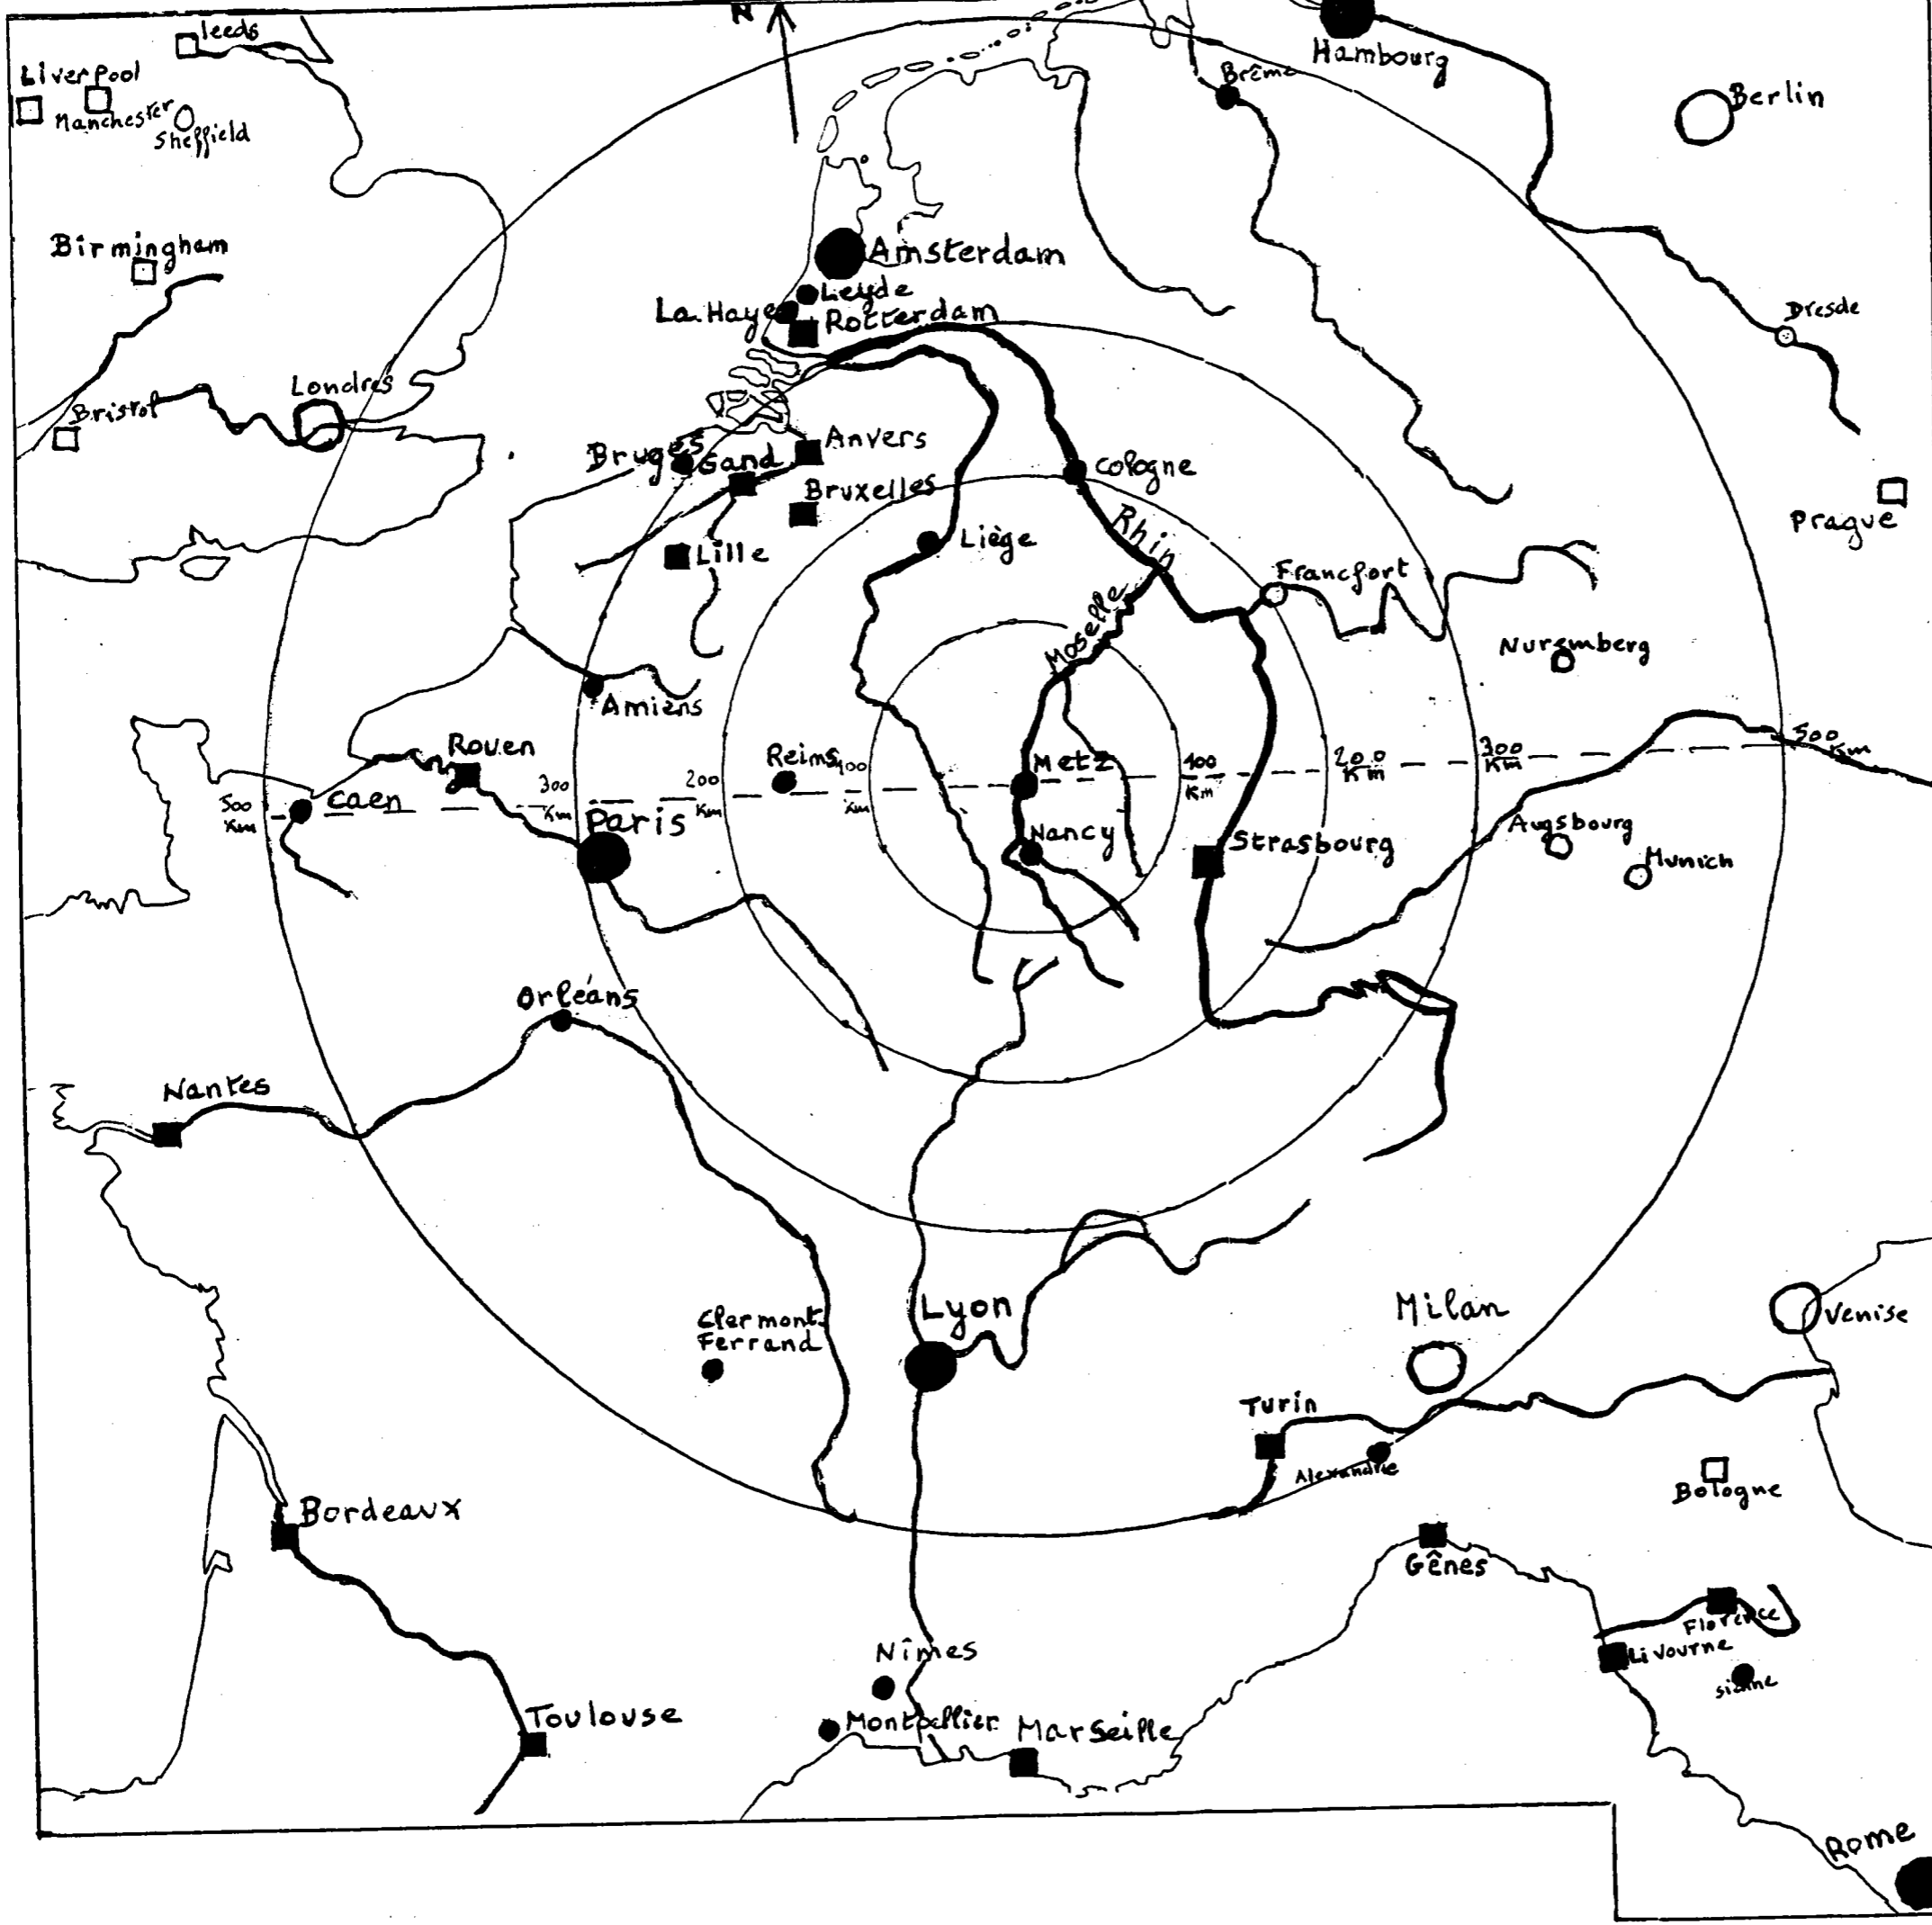 N
Leeds
Hambourg
Liverpool
Manchester
Sheffield
Brême
Berlin
Birmingham
Amsterdam
Leyde
La Haye
Rotterdam
Dresde
Londres
Bristol
Bruges
Gand
Anvers
Cologne
Bruxelles
Prague
Rhin
Lille
Liège
Francfort
Moselle
Nuremberg
Amiens
Rouen
Reims
Metz
500
Km
Caen
300
Km
200
Km
100
Km
100
Km
200
Km
300
Km
500
Km
Paris
Nancy
Strasbourg
Augsbourg
Munich
Orléans
Nantes
Clermont-
Ferrand
Lyon
Milan
Venise
Turin
Alexandrie
Bologne
Bordeaux
Gênes
Florence
Livourne
Sienne
Nîmes
Toulouse
Montpellier
Marseille
Rome